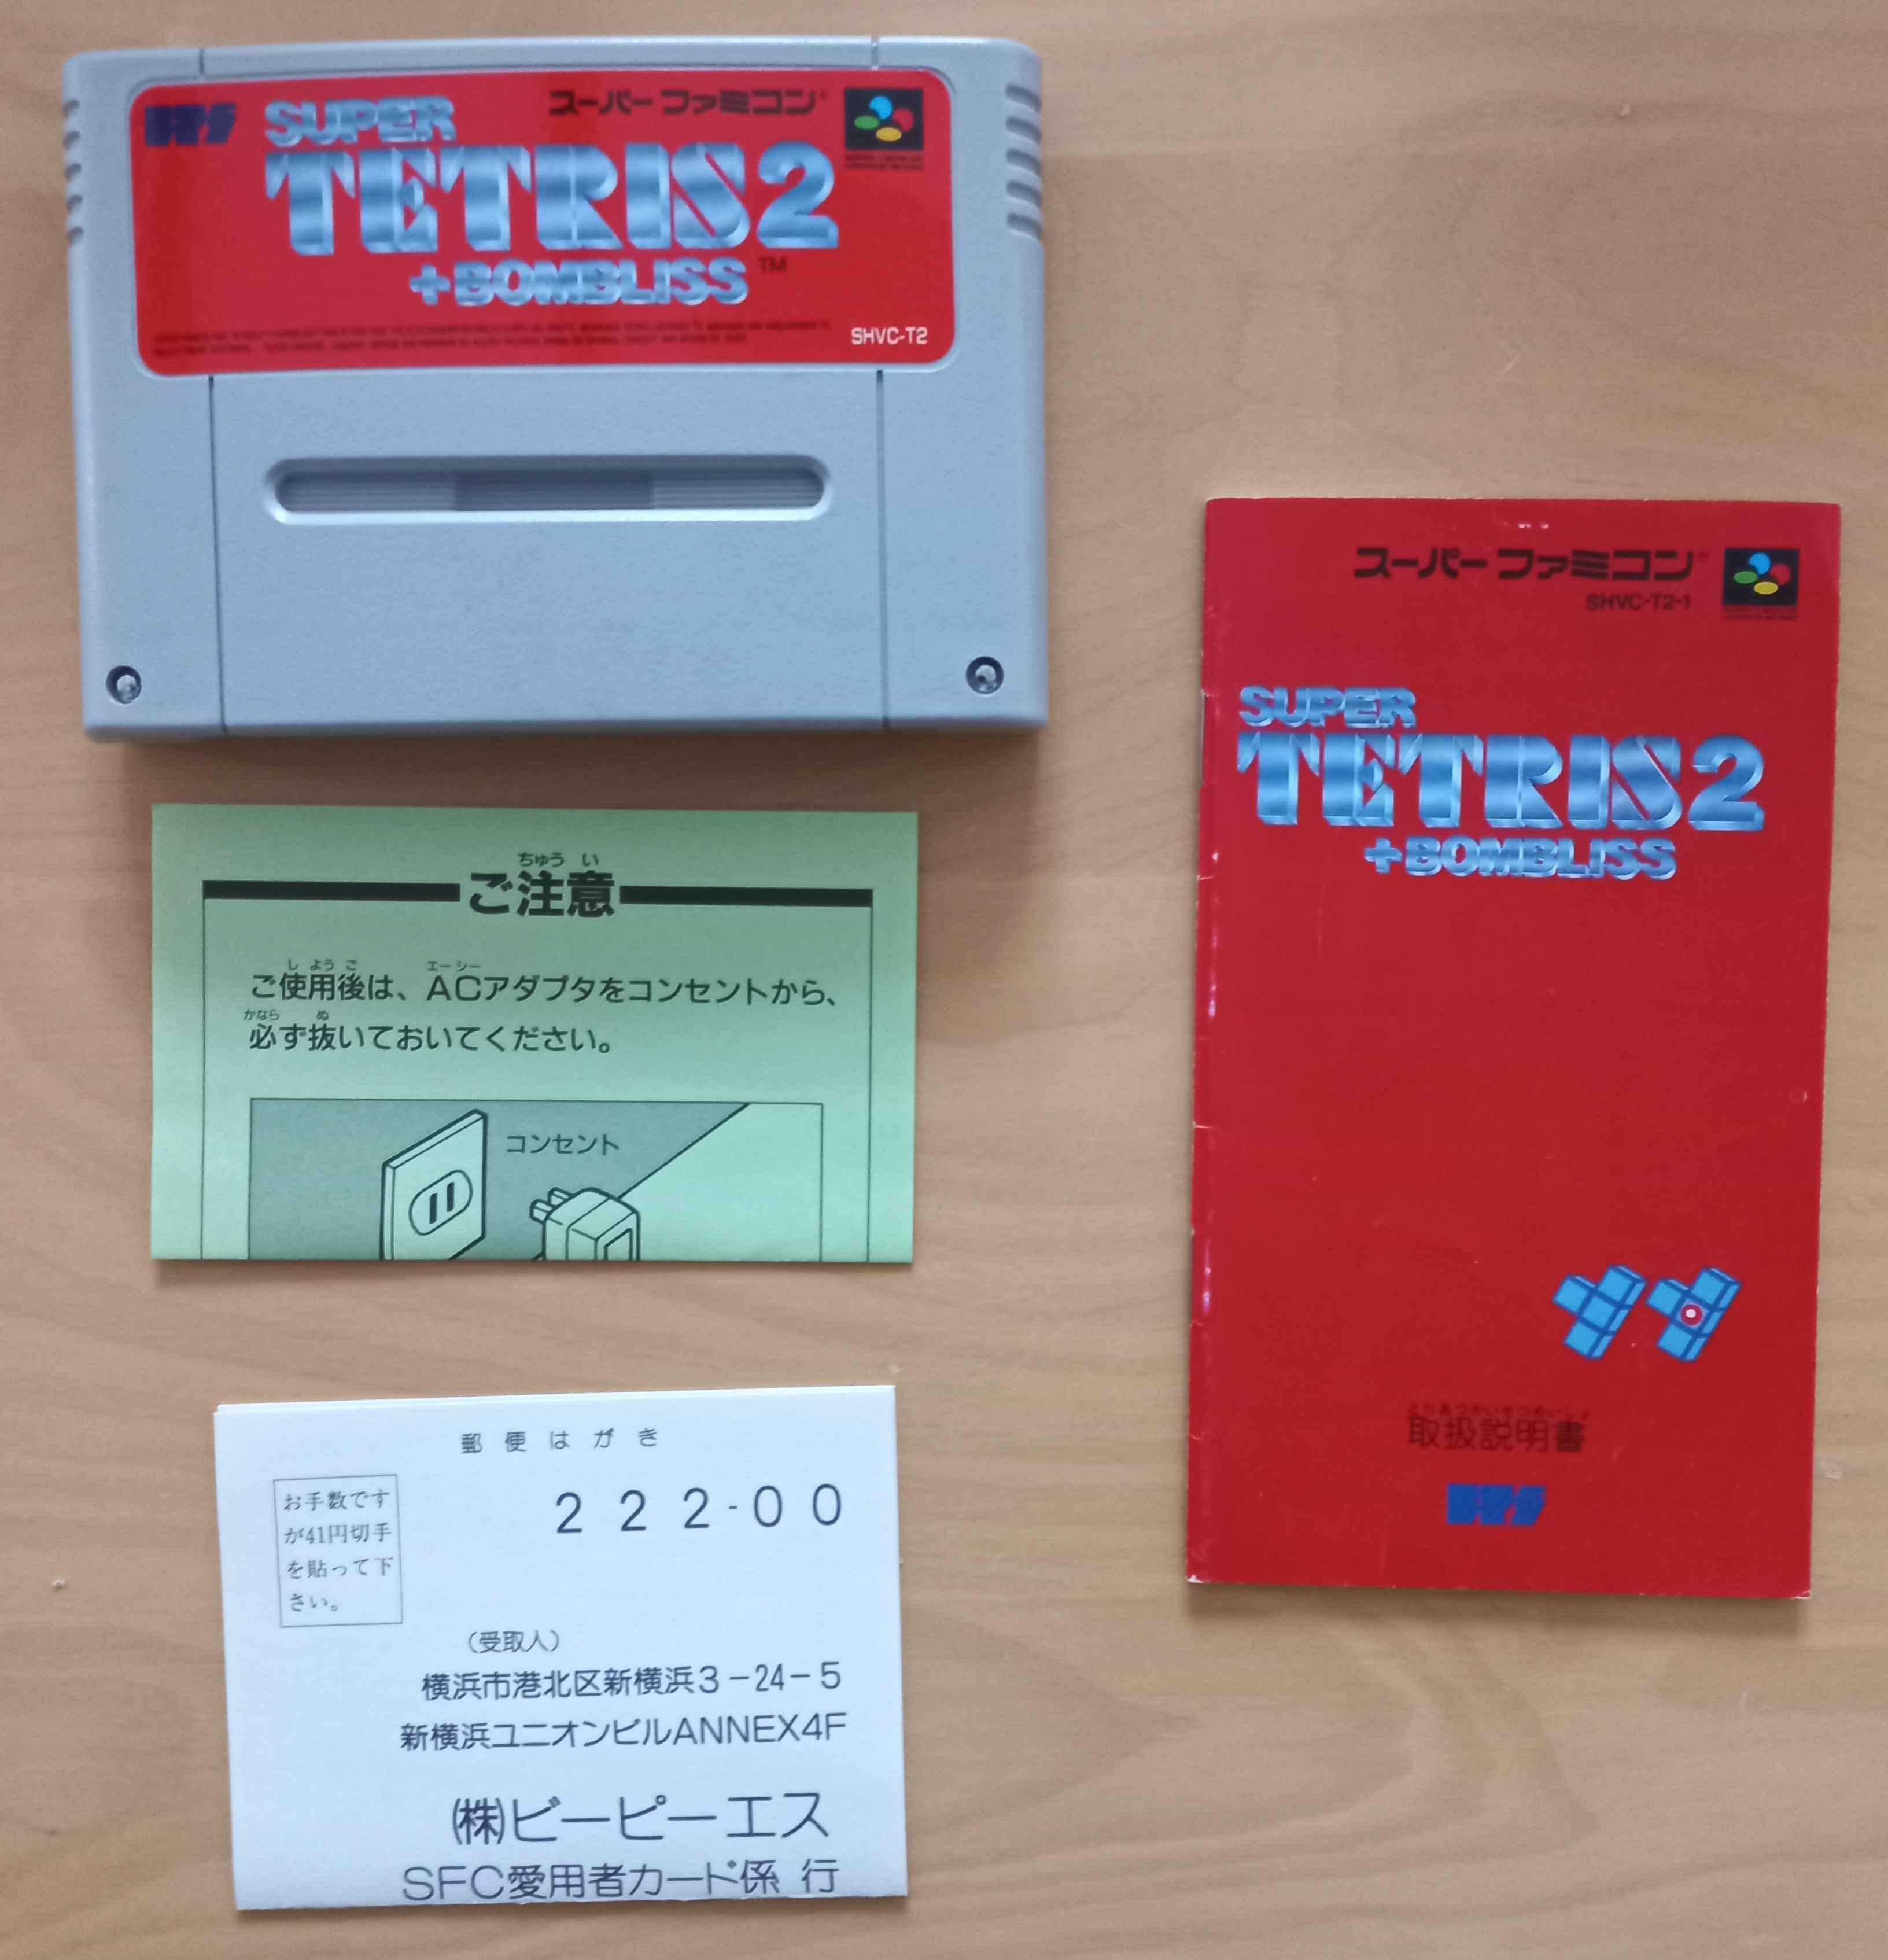 BPS
SUPER
スーパーファミコン
TETRIS 2
+BOMBLISS™
SHVC-T2
スーパーファミコン
SHVC-T2-1
SUPER
TETRIS 2
+BOMBLISS
とりあつかいせつめいしょ
取扱説明書
BPS
ちゅう い
ご注意
し よう ご エーシー
ご使用後は、ACアダプタをコンセントから、
かなら ぬ
必ず抜いておいてください。
コンセント
郵便はがき
お手数です
が41円切手
を貼って下
さい。
222-00
(受取人)
横浜市港北区新横浜3-24-5
新横浜ユニオンビルANNEX4F
㈱ビーピーエス
SFC愛用者カード係 行